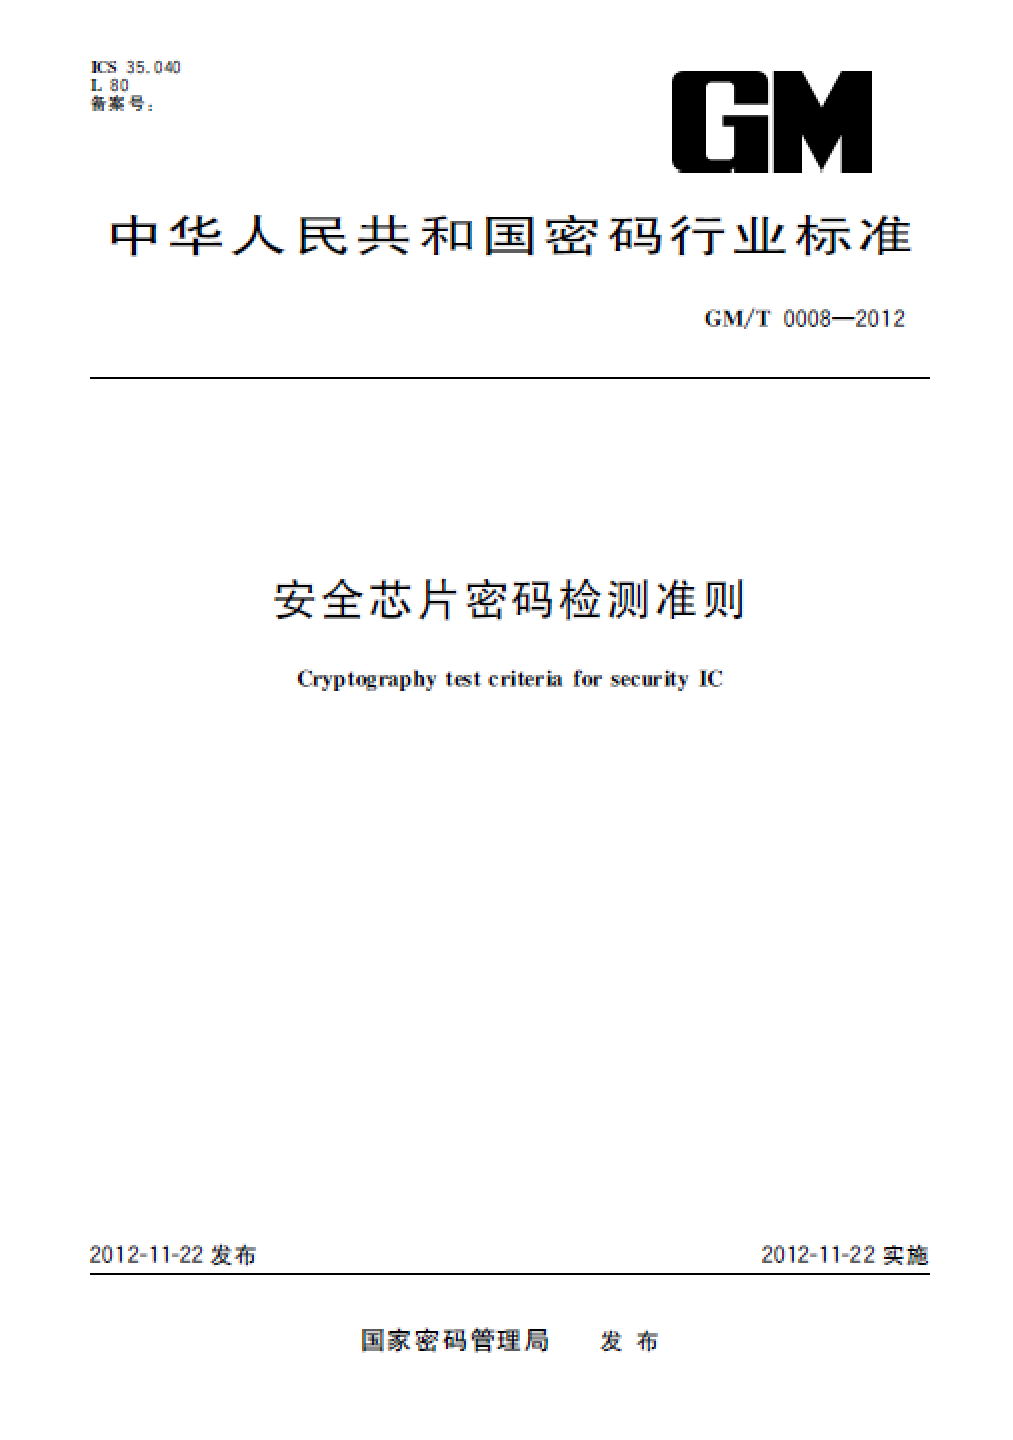 ICS 35.040
L 80
备案号：
GM
中华人民共和国密码行业标准
GM/T 0008—2012
安全芯片密码检测准则
Cryptography test criteria for security IC
2012-11-22 发布
2012-11-22 实施
国家密码管理局 发布